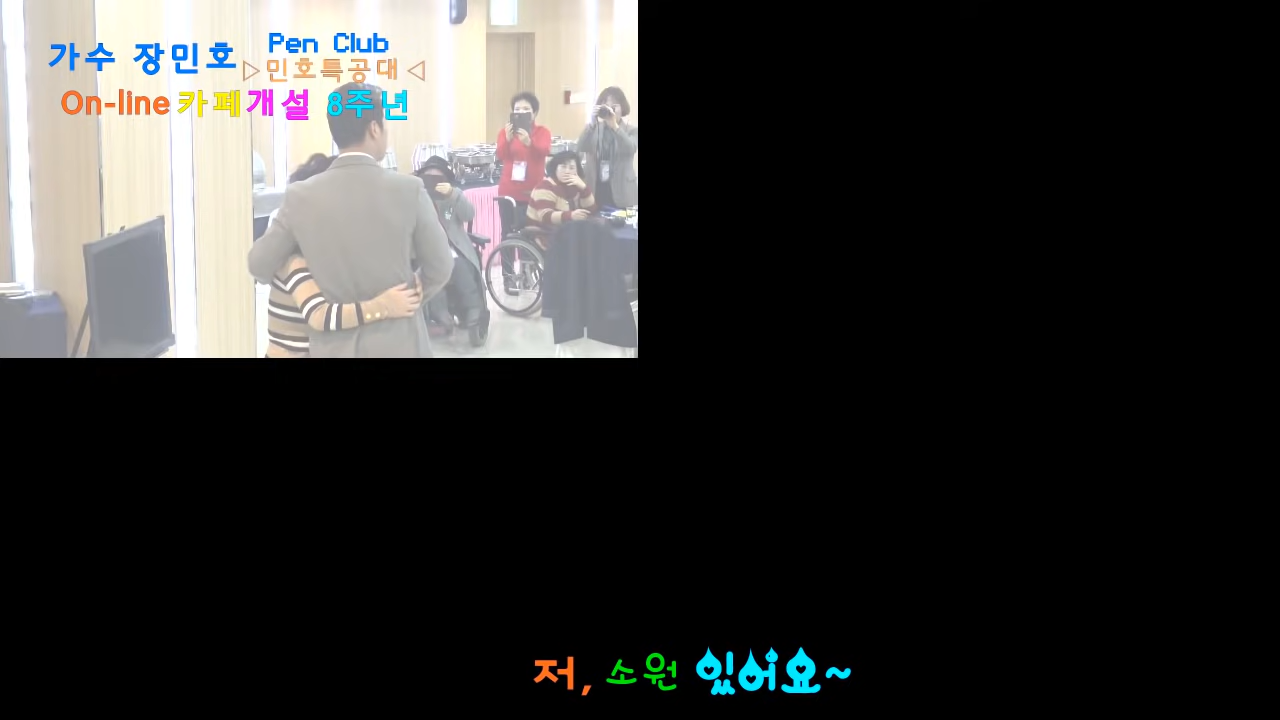 가수 장민호
Pen Club
▷민호특공대◁
On-line 카페개설 8주년
저, 소원 있어요~